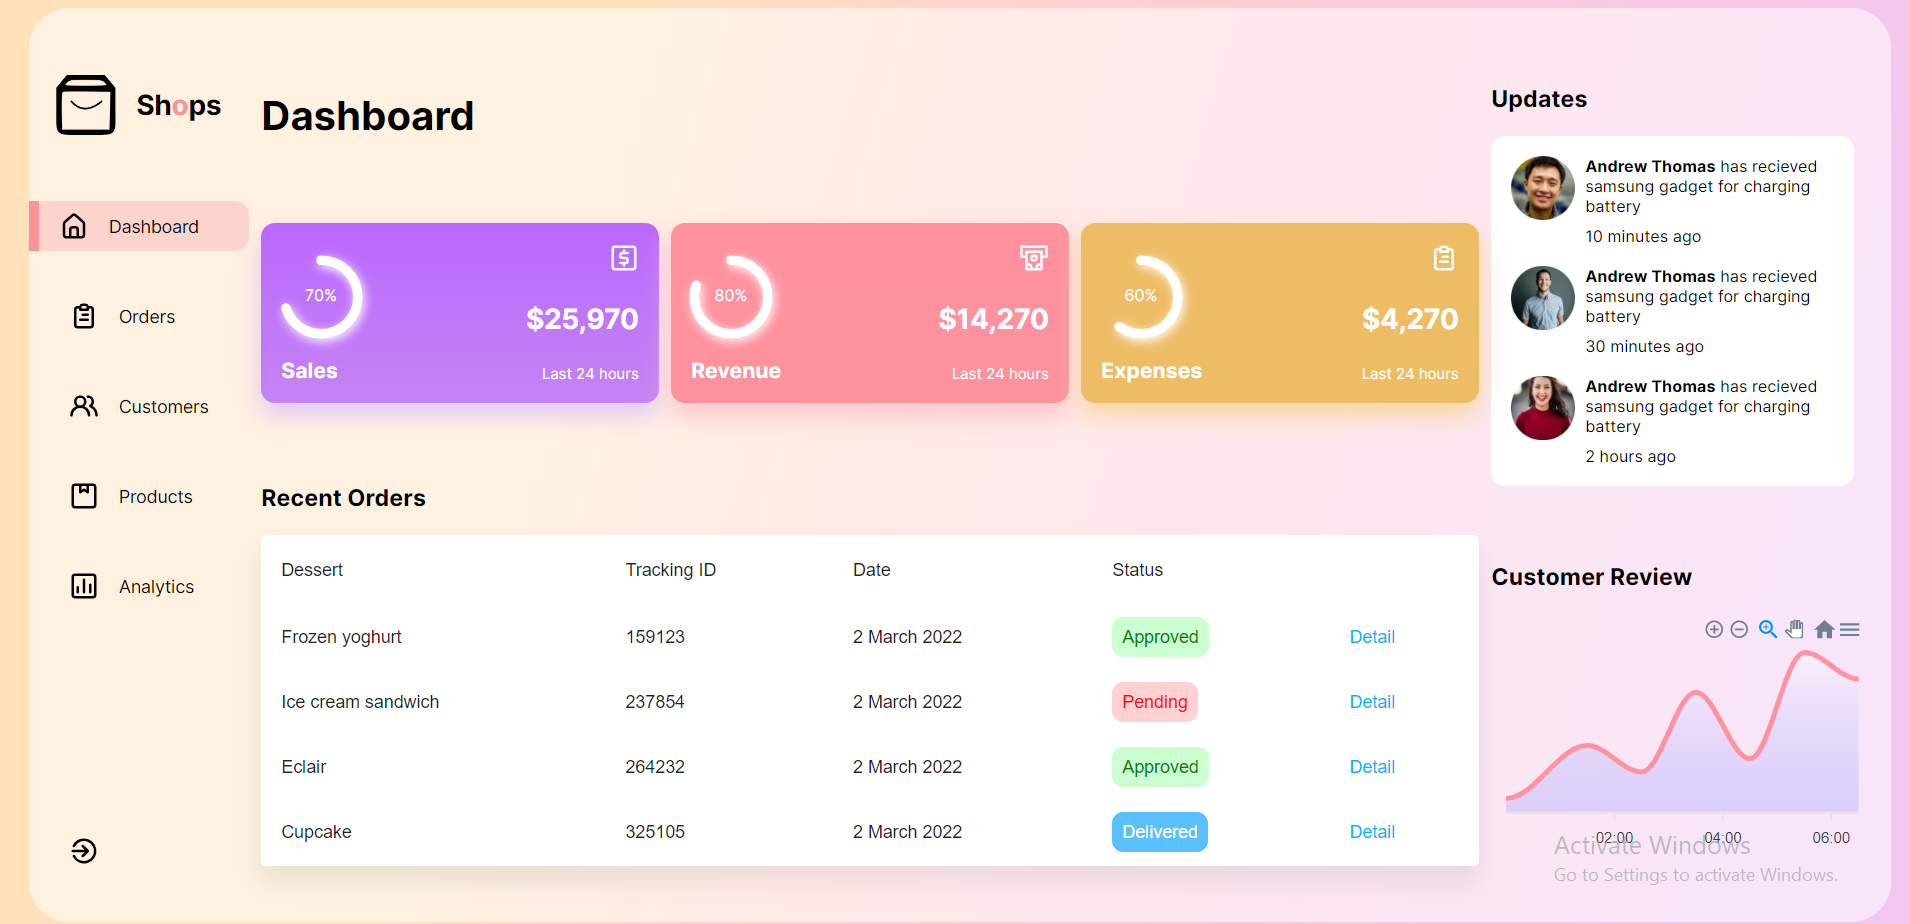 Shops
Dashboard
Orders
Customers
Products
Analytics
Dashboard
70%
$25,970
Sales
Last 24 hours
80%
$14,270
Revenue
Last 24 hours
60%
$4,270
Expenses
Last 24 hours
Recent Orders
Dessert Tracking ID Date Status
Frozen yoghurt 159123 2 March 2022 Approved Detail
Ice cream sandwich 237854 2 March 2022 Pending Detail
Eclair 264232 2 March 2022 Approved Detail
Cupcake 325105 2 March 2022 Delivered Detail
Updates
Andrew Thomas has recieved
samsung gadget for charging
battery
10 minutes ago
Andrew Thomas has recieved
samsung gadget for charging
battery
30 minutes ago
Andrew Thomas has recieved
samsung gadget for charging
battery
2 hours ago
Customer Review
02:00 04:00 06:00
Activate Windows
Go to Settings to activate Windows.